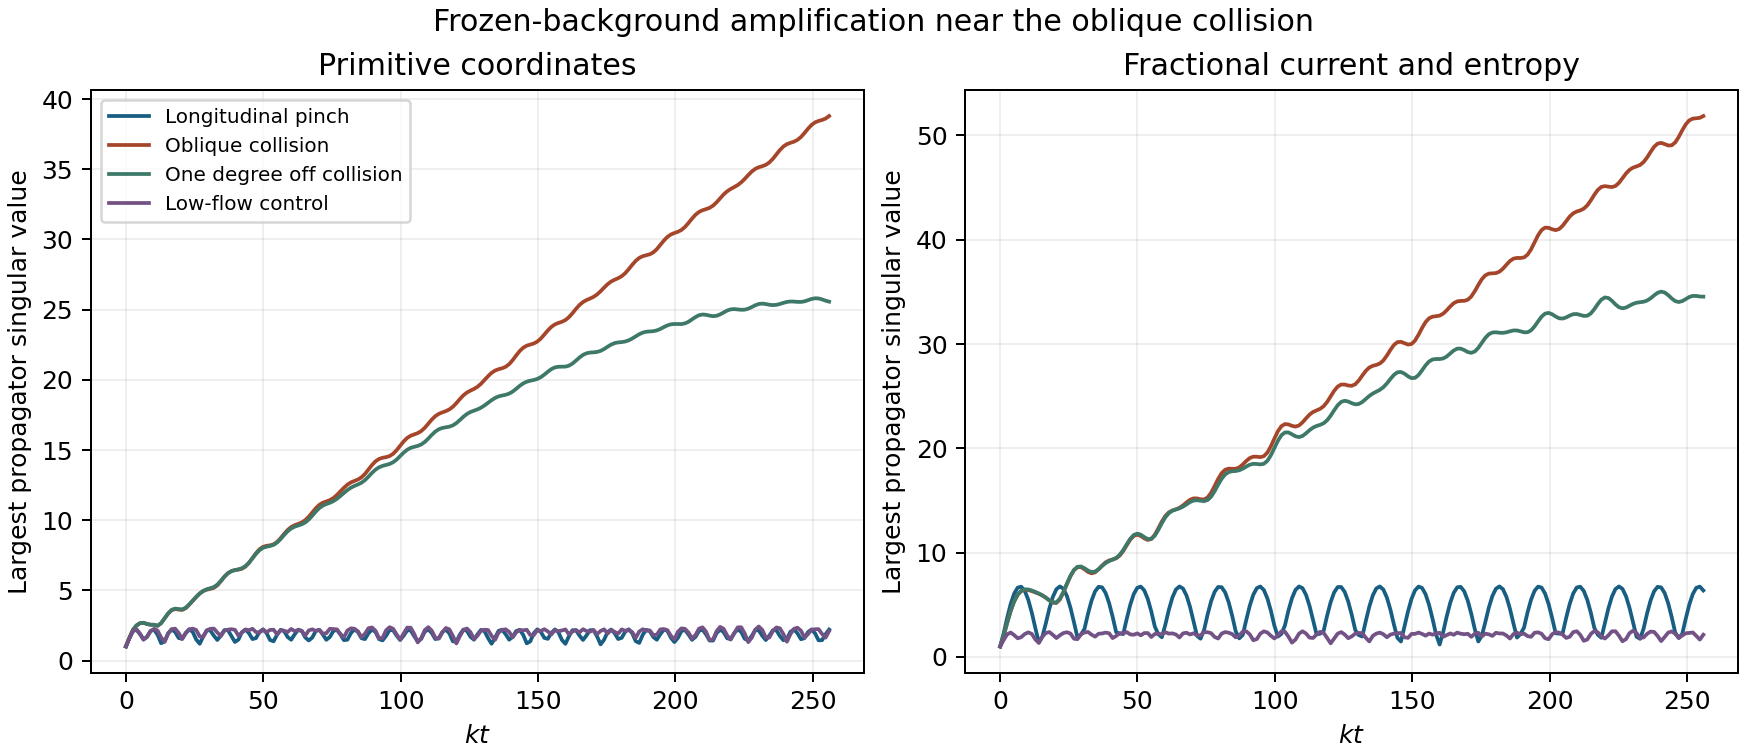 Frozen-background amplification near the oblique collision
Primitive coordinates
Largest propagator singular value
40
35
30
25
20
15
10
5
0
Longitudinal pinch
Oblique collision
One degree off collision
Low-flow control
0 50 100 150 200 250
kt
Fractional current and entropy
Largest propagator singular value
50
40
30
20
10
0
0 50 100 150 200 250
kt